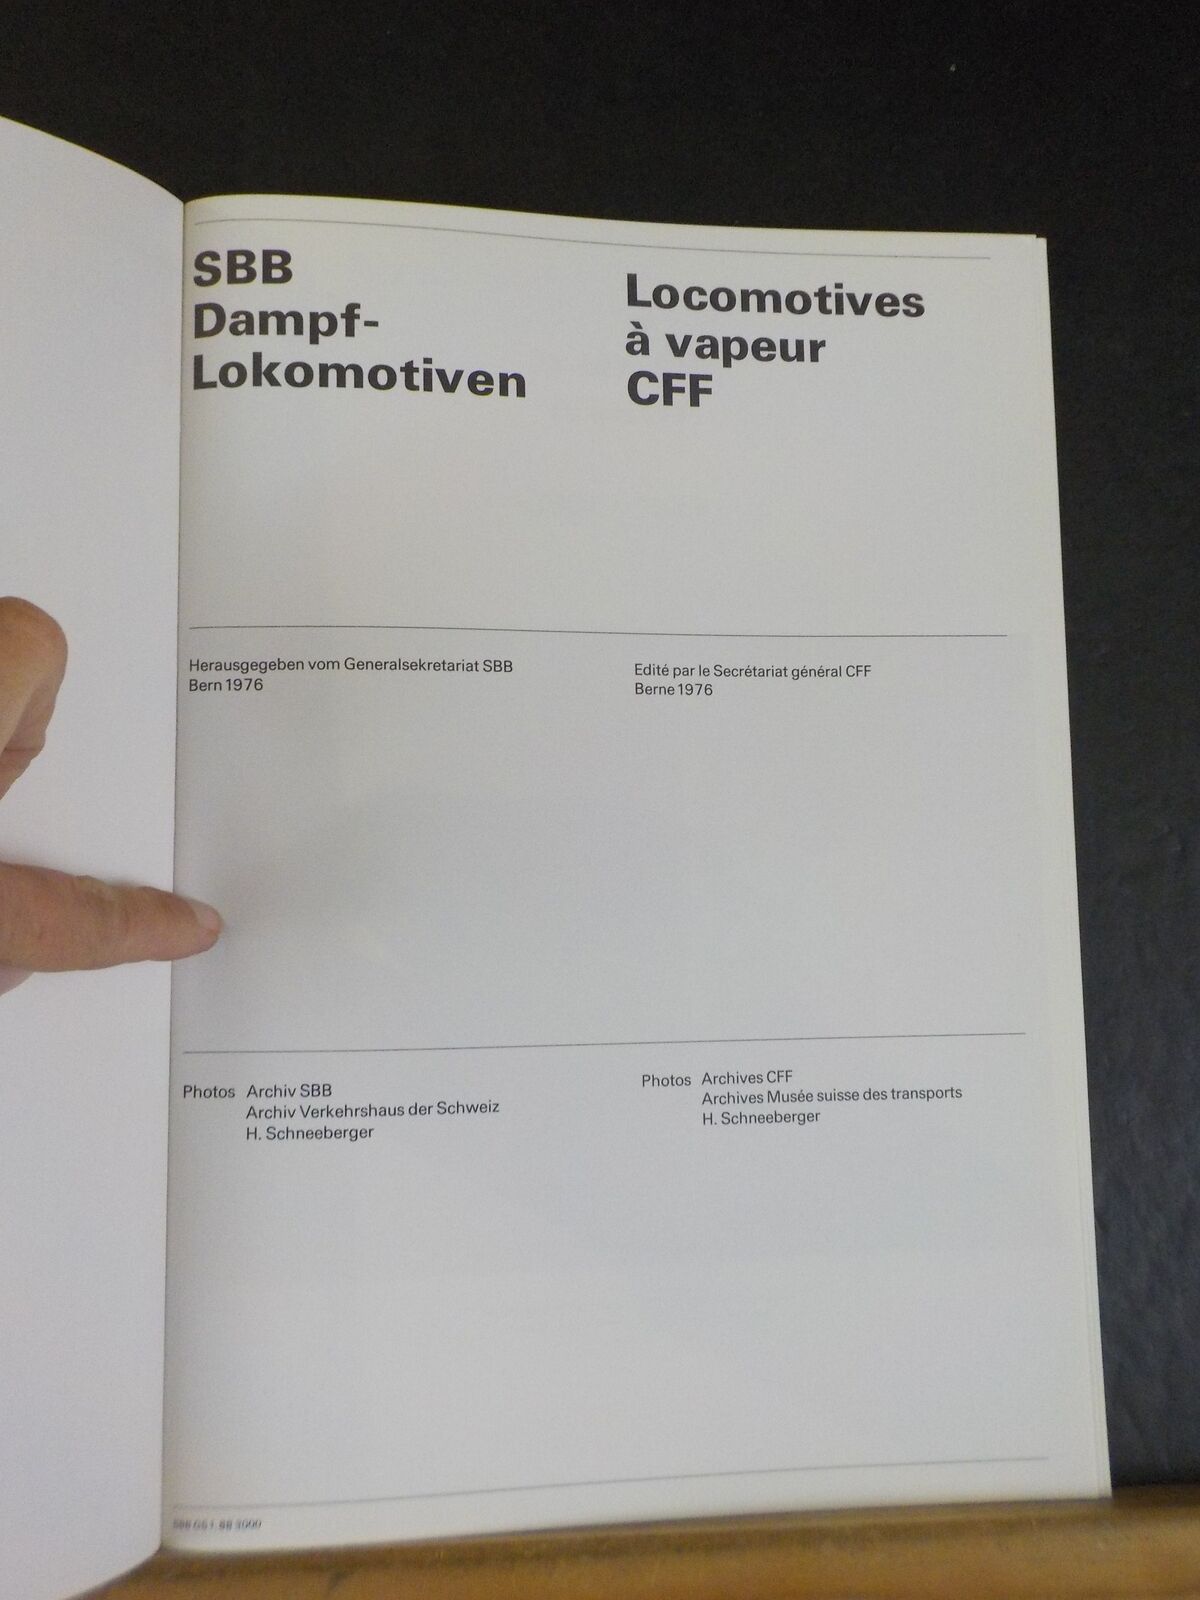 SBB
Dampf-
Lokomotiven
Locomotives
à vapeur
CFF
Herausgegeben vom Generalsekretariat SBB
Bern 1976
Edité par le Secrétariat général CFF
Berne 1976
Photos Archiv SBB
Archiv Verkehrshaus der Schweiz
H. Schneeberger
Photos Archives CFF
Archives Musée suisse des transports
H. Schneeberger